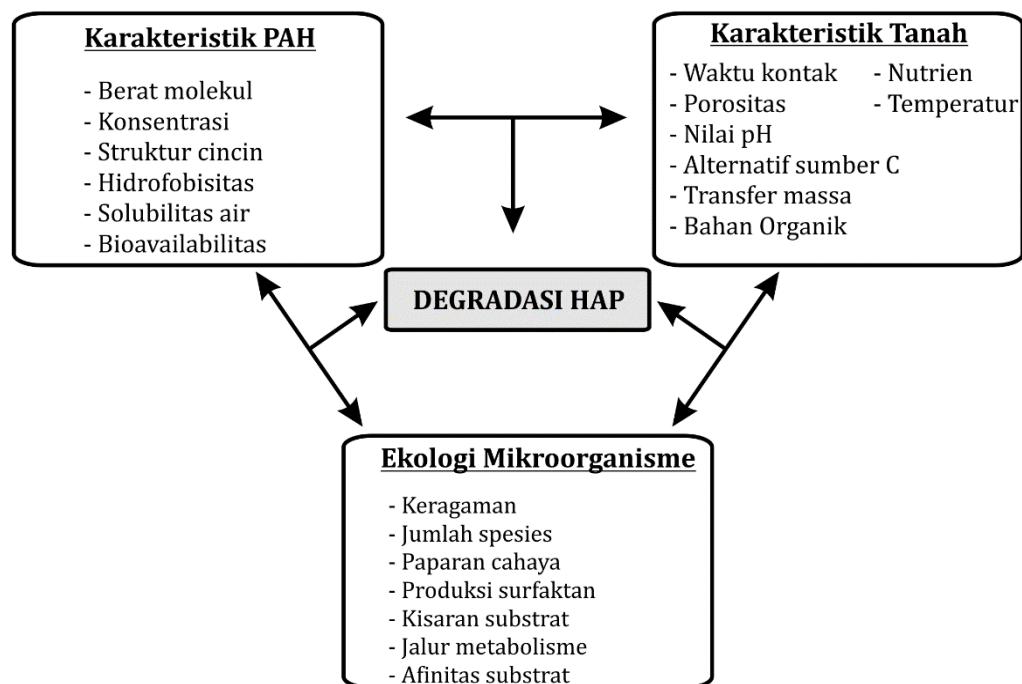 Karakteristik PAH
- Berat molekul
- Konsentrasi
- Struktur cincin
- Hidrofobisitas
- Solubilitas air
- Bioavailabilitas
Karakteristik Tanah
- Waktu kontak
- Porositas
- Nilai pH
- Alternatif sumber C
- Transfer massa
- Bahan Organik
- Nutrien
- Temperatur
DEGRADASI HAP
Ekologi Mikroorganisme
- Keragaman
- Jumlah spesies
- Paparan cahaya
- Produksi surfaktan
- Kisaran substrat
- Jalur metabolisme
- Afinitas substrat